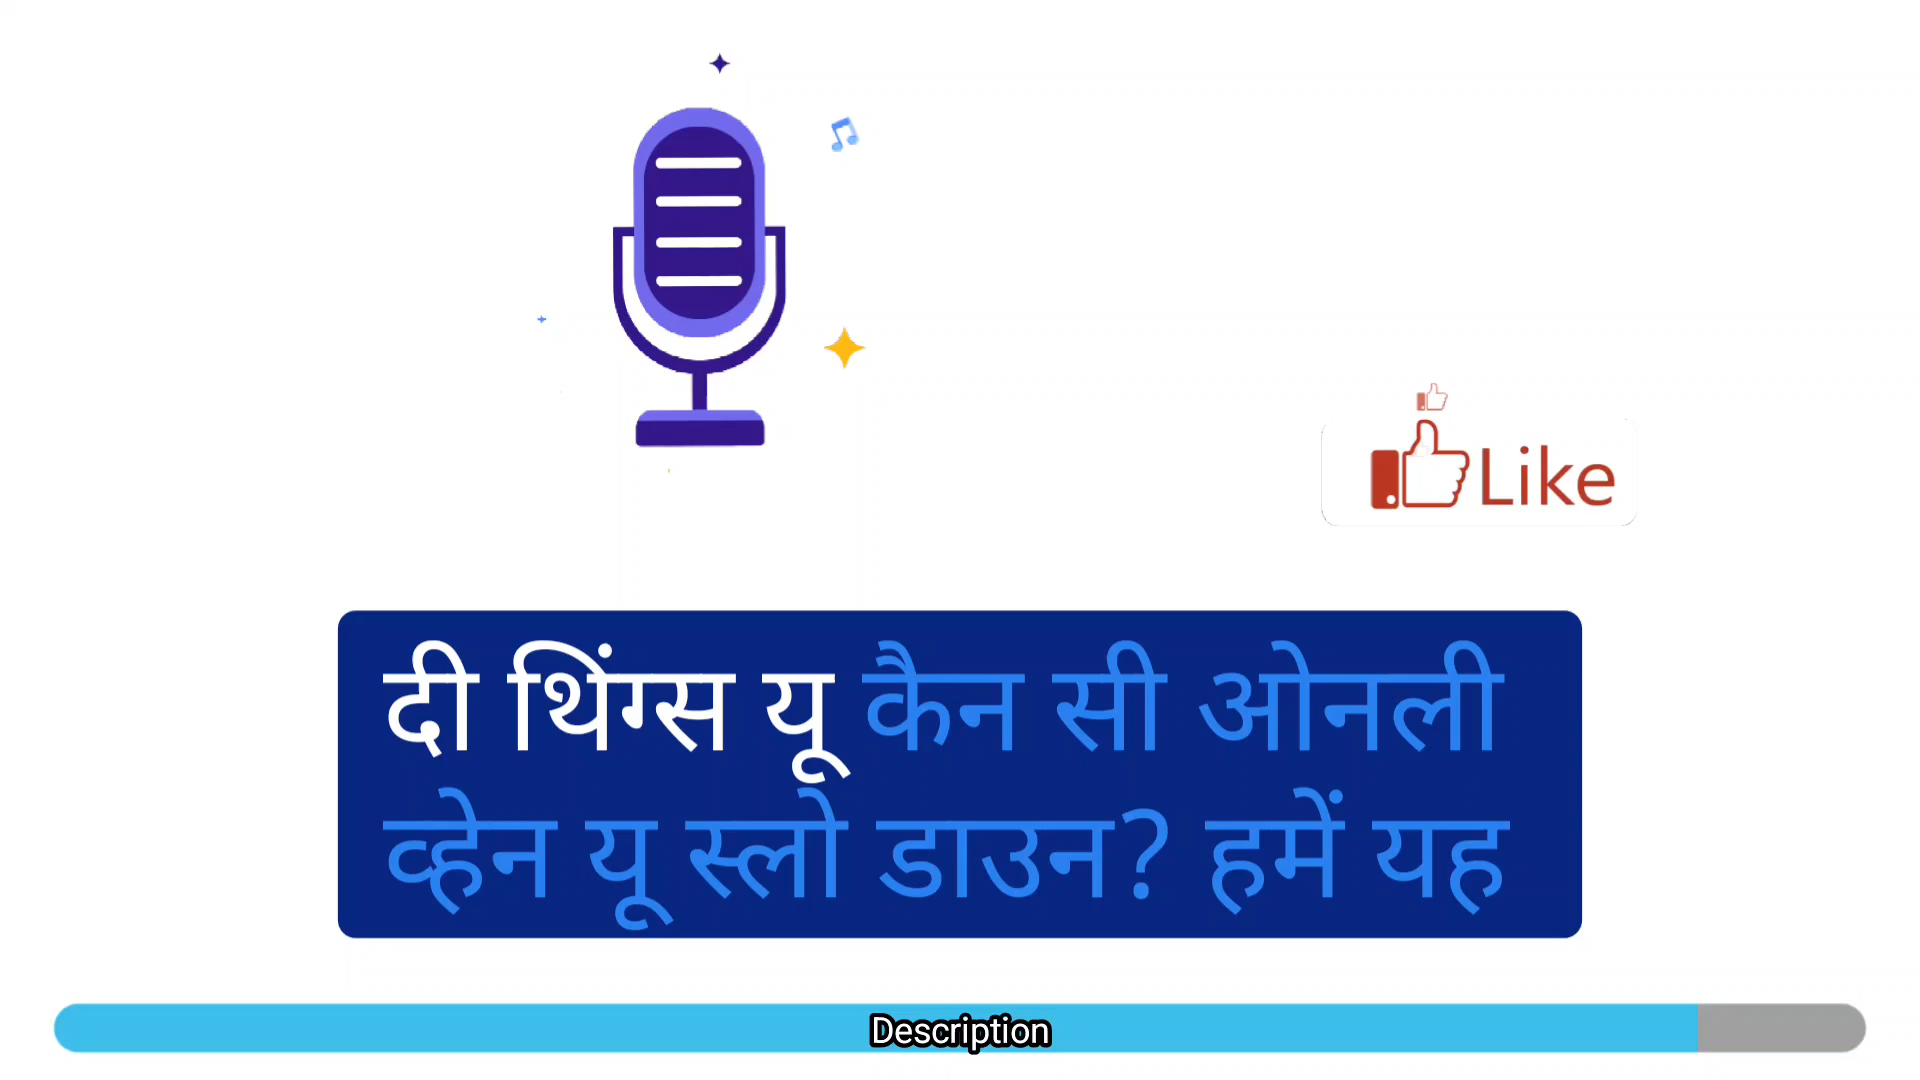 Like
दी थिंग्स यू कैन सी ओनली
व्हेन यू स्लो डाउन? हमें यह
Description